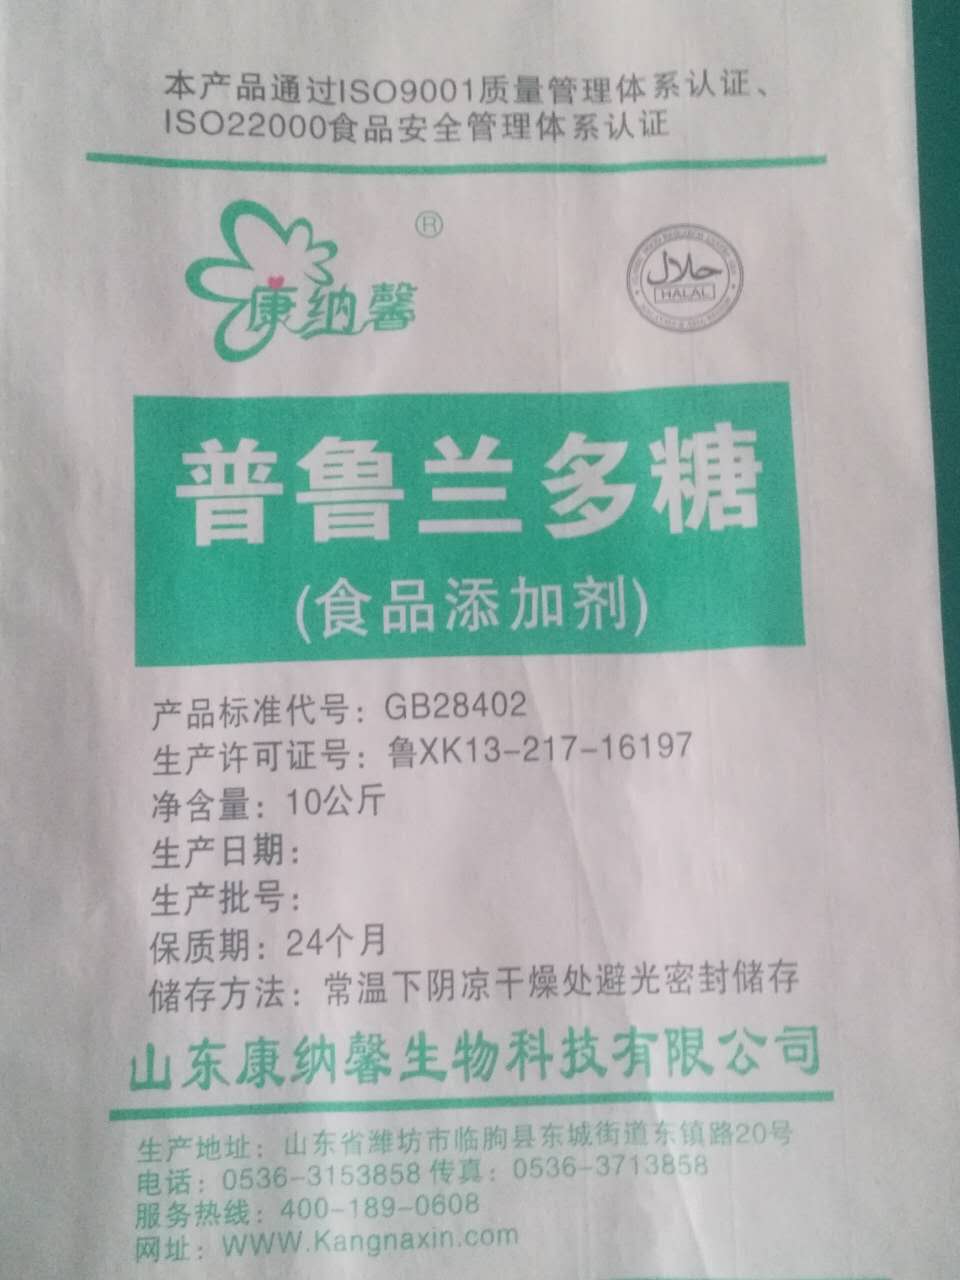 本产品通过ISO9001质量管理体系认证、
ISO22000食品安全管理体系认证
康纳馨®
حلال
HALAL
普鲁兰多糖
(食品添加剂)
产品标准代号：GB28402
生产许可证号：鲁XK13-217-16197
净含量：10公斤
生产日期：
生产批号：
保质期：24个月
储存方法：常温下阴凉干燥处避光密封储存
山东康纳馨生物科技有限公司
生产地址：山东省潍坊市临朐县东城街道东镇路20号
电话：0536-3153858 传真：0536-3713858
服务热线：400-189-0608
网址：WWW.Kangnaxin.com